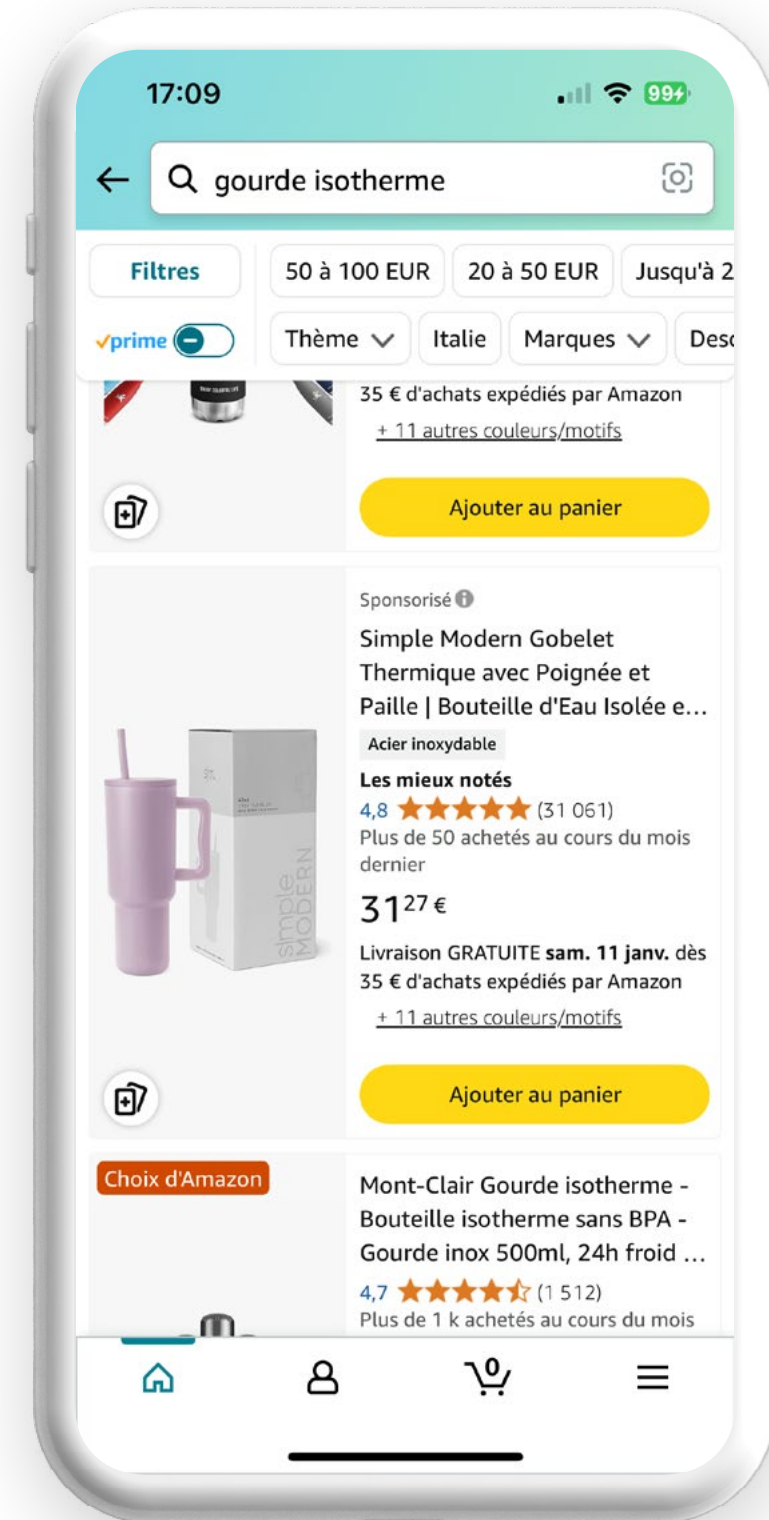 17:09
99
gourde isotherme
Filtres
50 à 100 EUR
20 à 50 EUR
Jusqu'à 2
prime
Thème
Italie
Marques
Desc
35 € d'achats expédiés par Amazon
+ 11 autres couleurs/motifs
Ajouter au panier
Sponsorisé
Simple Modern Gobelet
Thermique avec Poignée et
Paille | Bouteille d'Eau Isolée e...
Acier inoxydable
Les mieux notés
4,8 (31 061)
Plus de 50 achetés au cours du mois
dernier
31²⁷ €
Livraison GRATUITE sam. 11 janv. dès
35 € d'achats expédiés par Amazon
+ 11 autres couleurs/motifs
Ajouter au panier
simple
MODERN
Choix d'Amazon
Mont-Clair Gourde isotherme -
Bouteille isotherme sans BPA -
Gourde inox 500ml, 24h froid ...
4,7 (1 512)
Plus de 1 k achetés au cours du mois
0